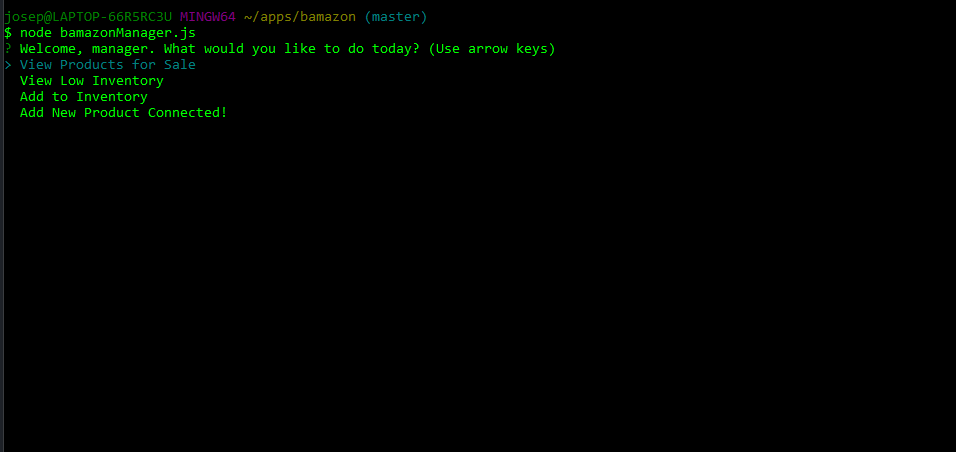 josep@LAPTOP-66R5RC3U MINGW64 ~/apps/bamazon (master)
$ node bamazonManager.js
? Welcome, manager. What would you like to do today? (Use arrow keys)
> View Products for Sale
View Low Inventory
Add to Inventory
Add New Product Connected!